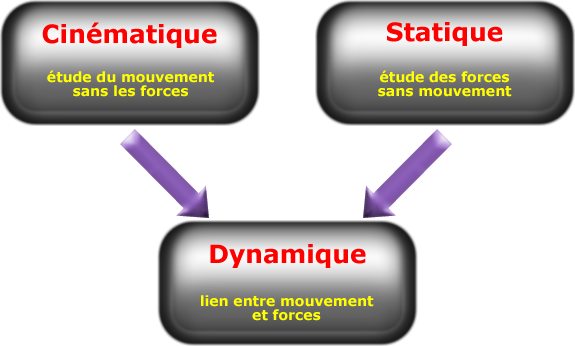 Cinématique
étude du mouvement
sans les forces
Statique
étude des forces
sans mouvement
Dynamique
lien entre mouvement
et forces